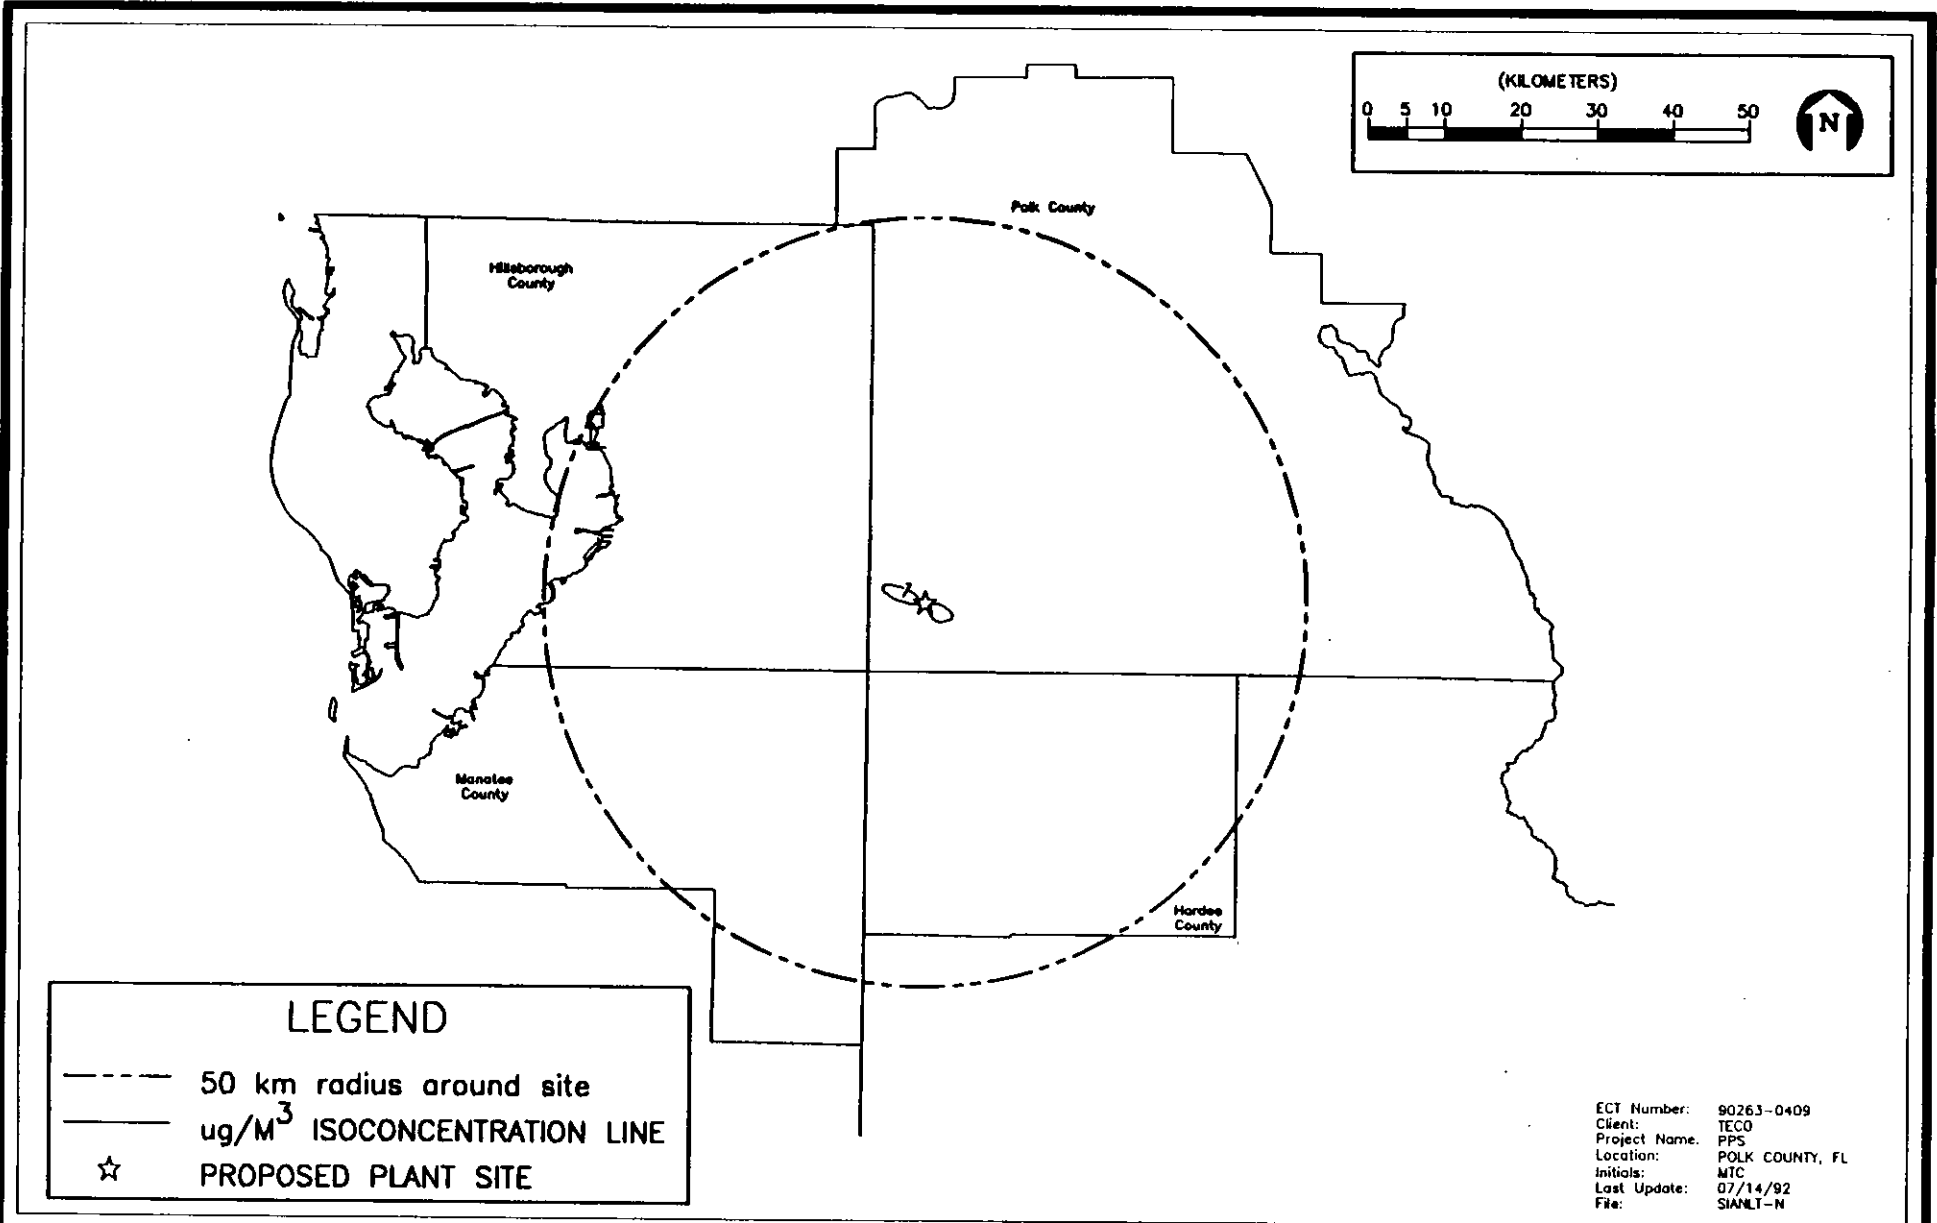 (KILOMETERS)
0 5 10 20 30 40 50
N
Polk County
Hillsborough
County
1
Manatee
County
Hardee
County
LEGEND
50 km radius around site
ug/M³ ISOCONCENTRATION LINE
PROPOSED PLANT SITE
ECT Number: 90263-0409
Client: TECO
Project Name. PPS
Location: POLK COUNTY, FL
Initials: MTC
Last Update: 07/14/92
File: SIANLT-N